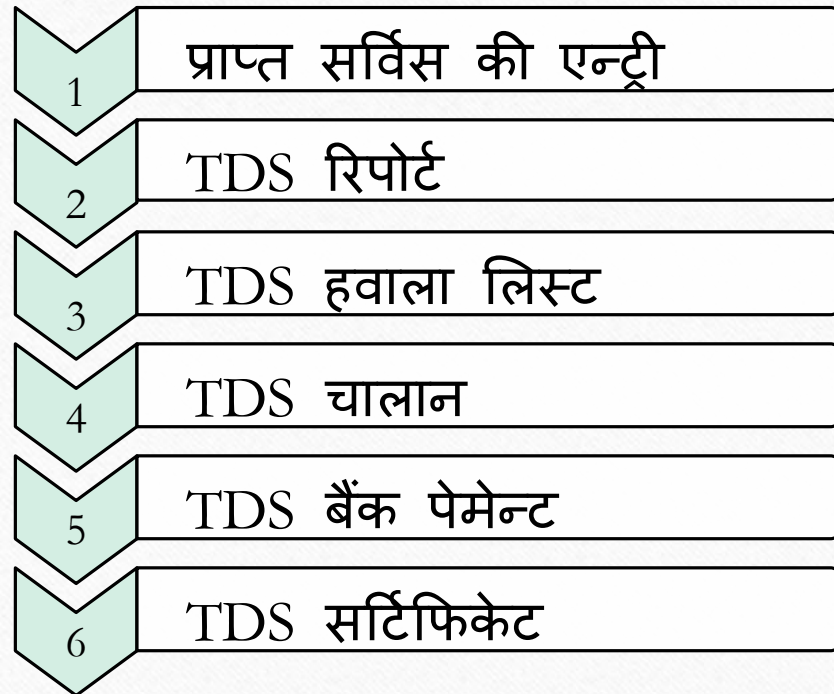 1 प्राप्त सर्विस की एन्ट्री
2 TDS रिपोर्ट
3 TDS हवाला लिस्ट
4 TDS चालान
5 TDS बैंक पेमेन्ट
6 TDS सर्टिफिकेट